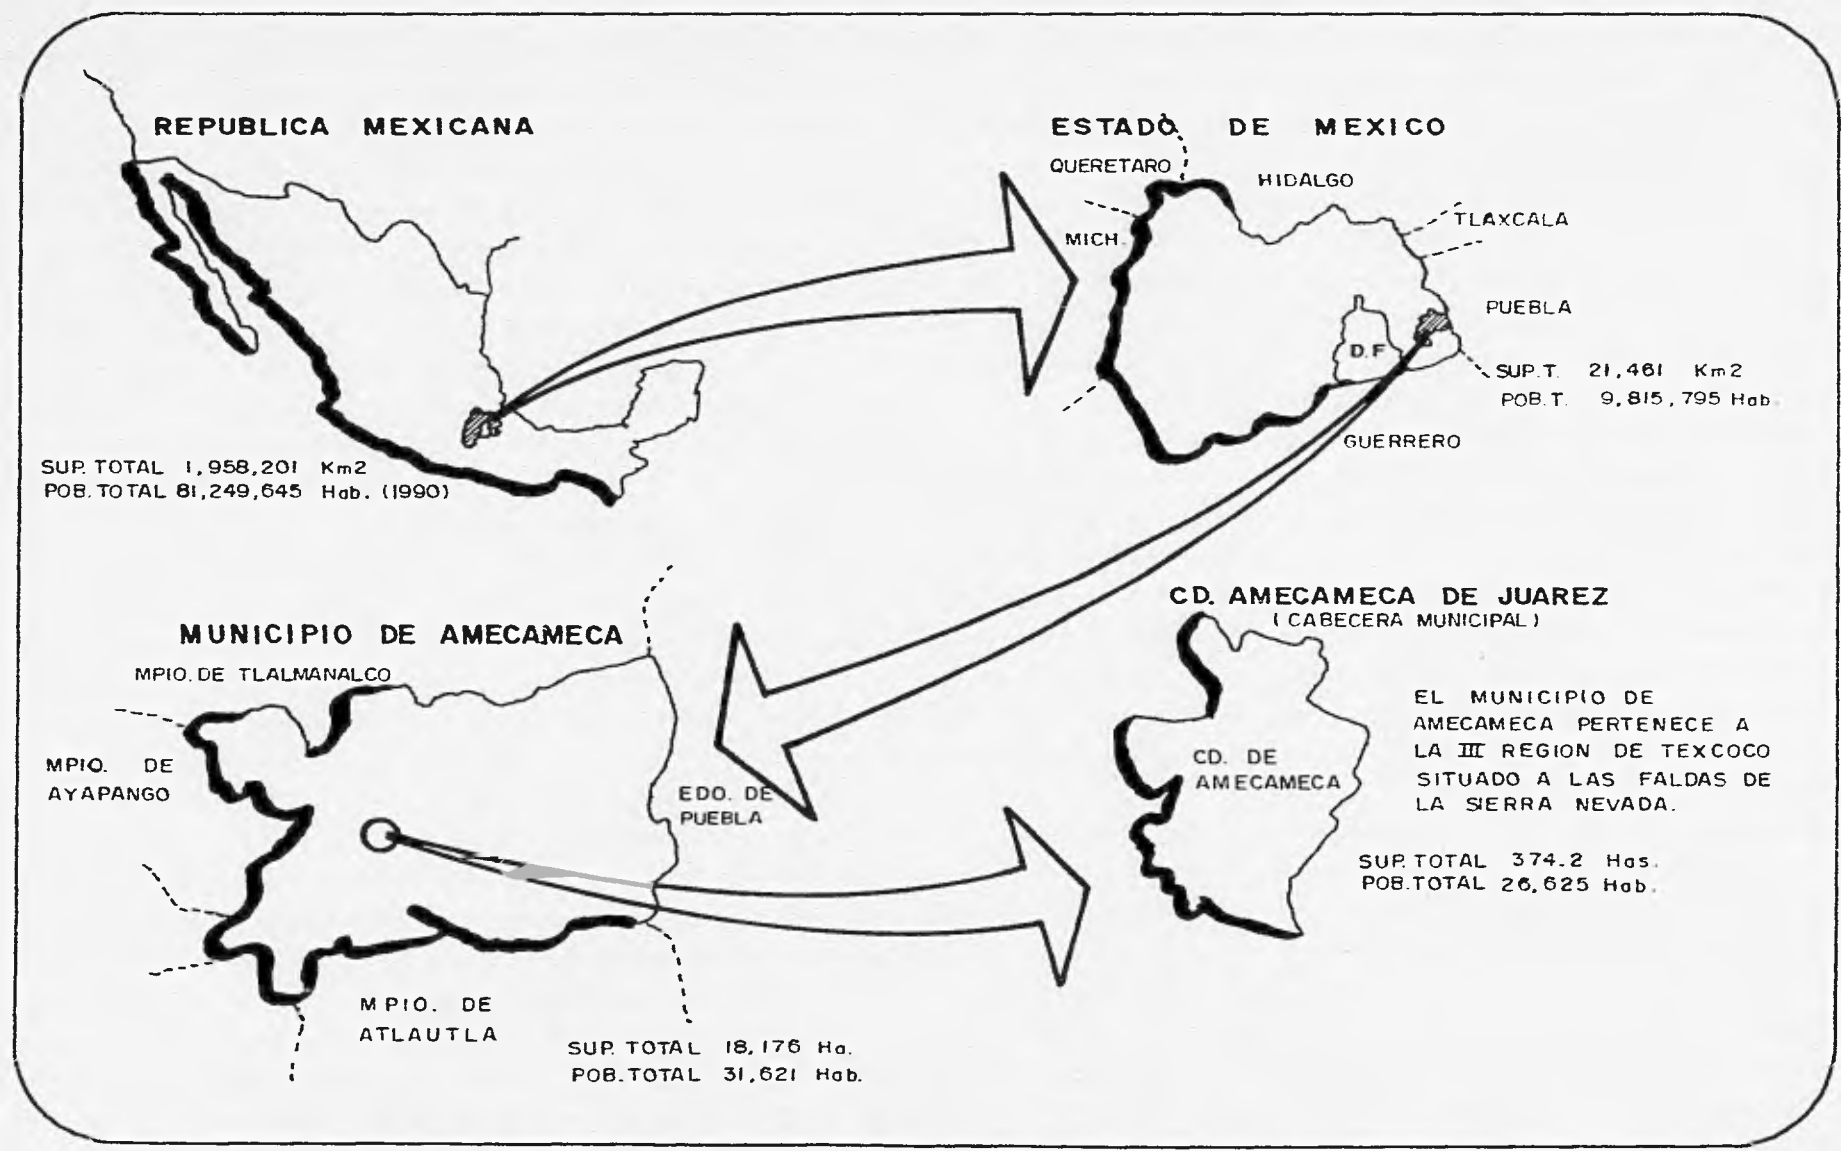 REPUBLICA MEXICANA
SUP. TOTAL 1,958,201 Km2
POB. TOTAL 81,249,645 Hab. (1990)
ESTADO DE MEXICO
QUERETARO
HIDALGO
TLAXCALA
MICH.
PUEBLA
D.F
SUP.T. 21,461 Km2
POB.T. 9,815,795 Hab.
GUERRERO
MUNICIPIO DE AMECAMECA
MPIO. DE TLALMANALCO
MPIO. DE
AYAPANGO
EDO. DE
PUEBLA
MPIO. DE
ATLAUTLA
SUP. TOTAL 18,176 Ha.
POB. TOTAL 31,621 Hab.
CD. AMECAMECA DE JUAREZ
(CABECERA MUNICIPAL)
CD. DE
AMECAMECA
EL MUNICIPIO DE
AMECAMECA PERTENECE A
LA III REGION DE TEXCOCO
SITUADO A LAS FALDAS DE
LA SIERRA NEVADA.
SUP. TOTAL 374.2 Has.
POB. TOTAL 26,625 Hab.